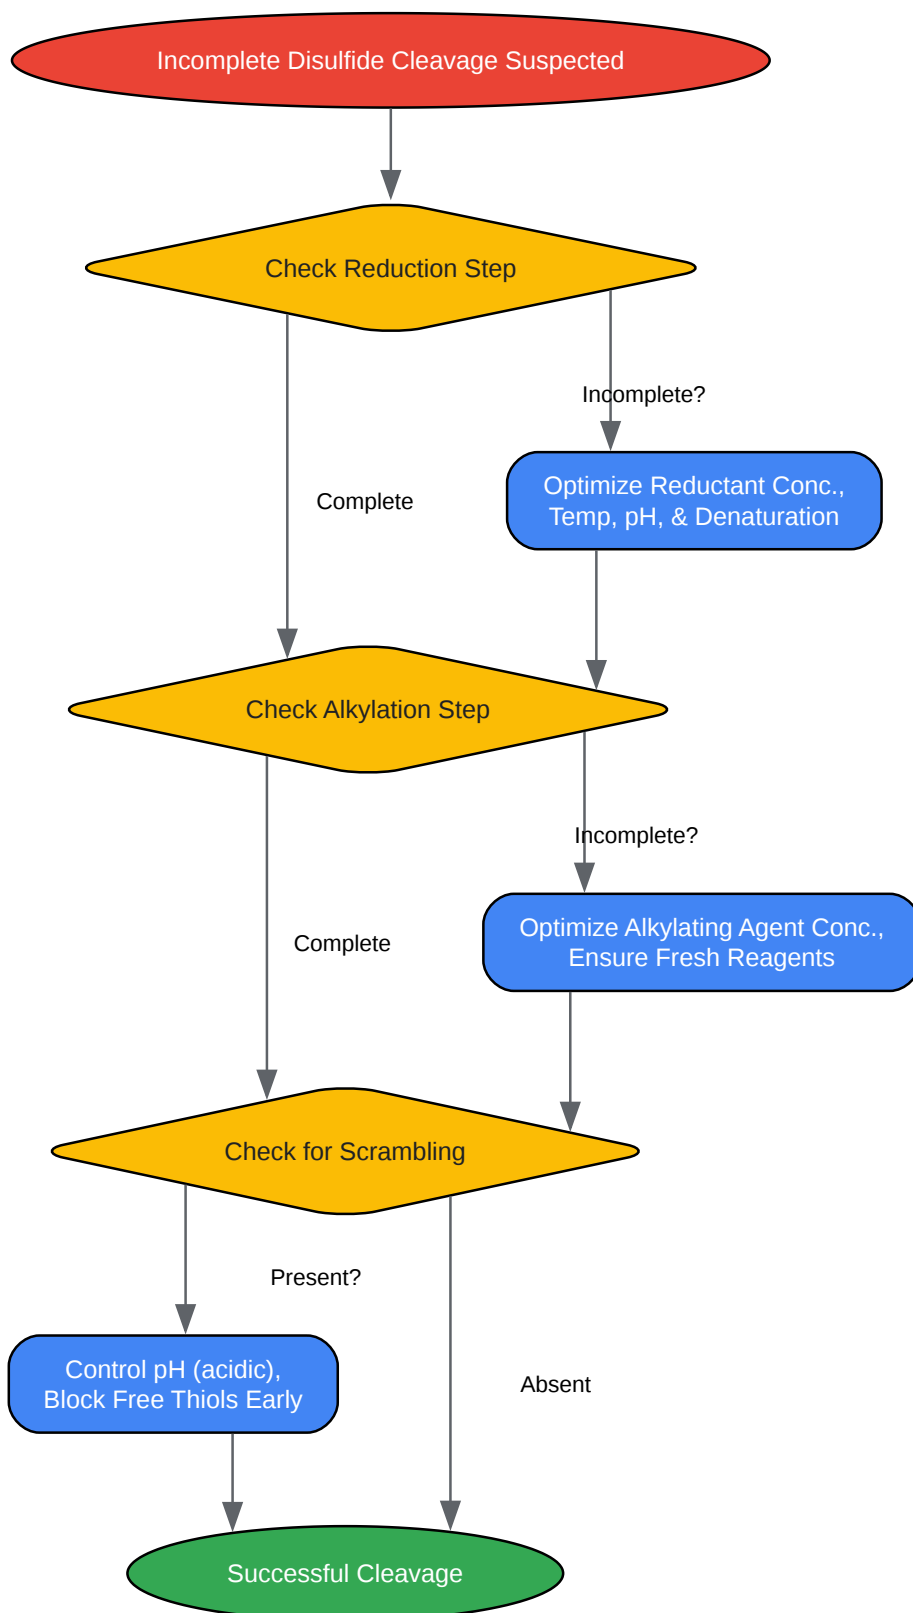 Incomplete Disulfide Cleavage Suspected
Check Reduction Step
Incomplete?
Optimize Reductant Conc.,
Temp, pH, & Denaturation
Complete
Check Alkylation Step
Incomplete?
Optimize Alkylating Agent Conc.,
Ensure Fresh Reagents
Complete
Check for Scrambling
Present?
Control pH (acidic),
Block Free Thiols Early
Absent
Successful Cleavage